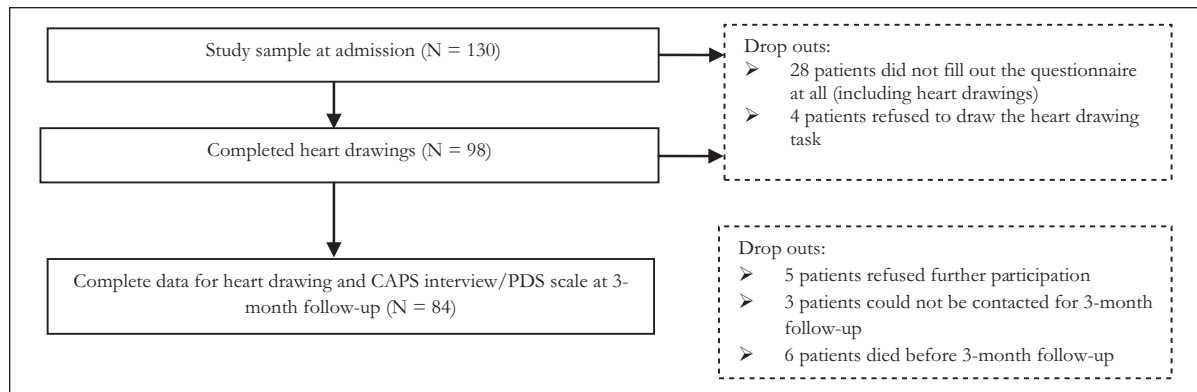 Study sample at admission (N = 130)
Completed heart drawings (N = 98)
Complete data for heart drawing and CAPS interview/PDS scale at 3-
month follow-up (N = 84)
Drop outs:
➢ 28 patients did not fill out the questionnaire
at all (including heart drawings)
➢ 4 patients refused to draw the heart drawing
task
Drop outs:
➢ 5 patients refused further participation
➢ 3 patients could not be contacted for 3-month
follow-up
➢ 6 patients died before 3-month follow-up